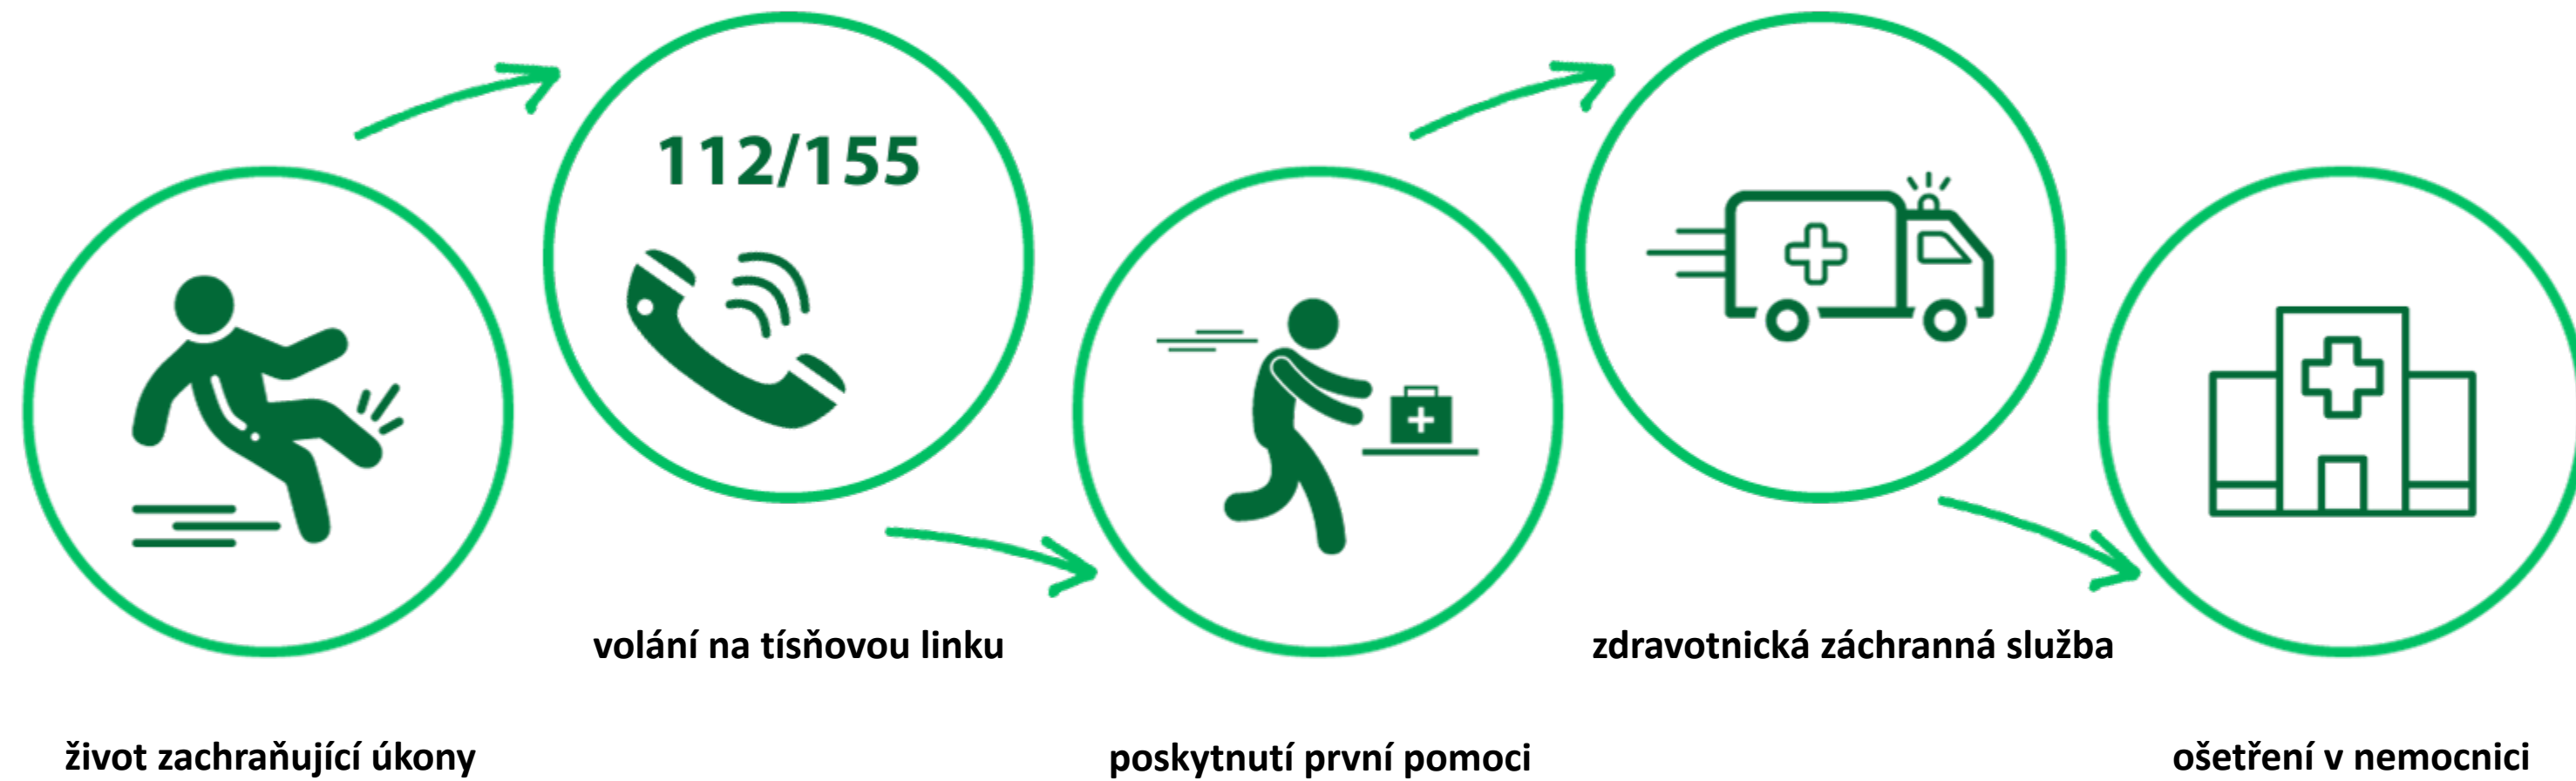 112/155
volání na tísňovou linku
zdravotnická záchranná služba
život zachraňující úkony
poskytnutí první pomoci
ošetření v nemocnici